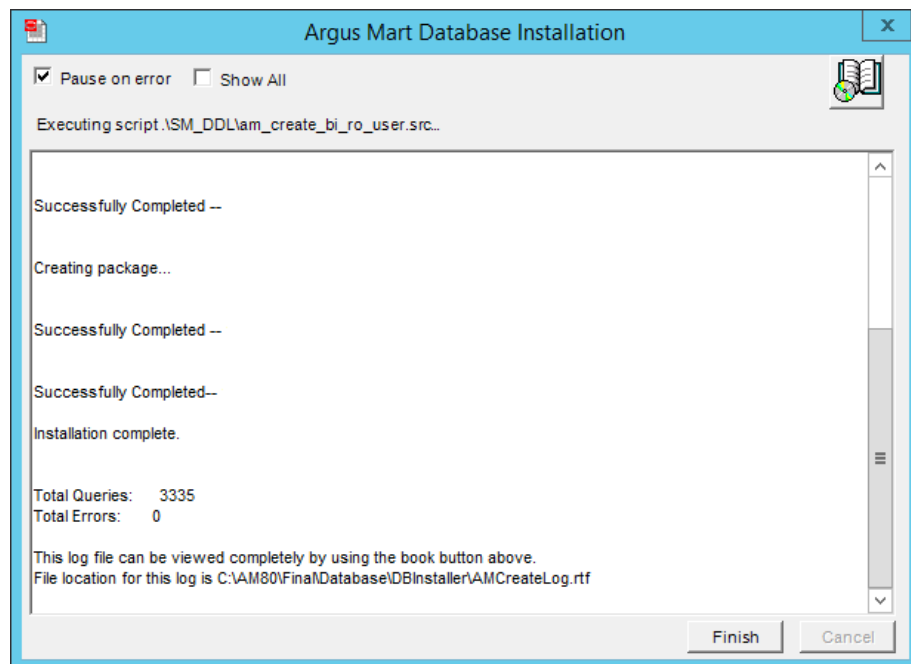 Argus Mart Database Installation
x
Pause on error Show All
Executing script .\SM_DDL\am_create_bi_ro_user.src...
Successfully Completed --
Creating package...
Successfully Completed --
Successfully Completed--
Installation complete.
Total Queries: 3335
Total Errors: 0
This log file can be viewed completely by using the book button above.
File location for this log is C:\AM80\Final\Database\DBInstaller\AMCreateLog.rtf
Finish Cancel